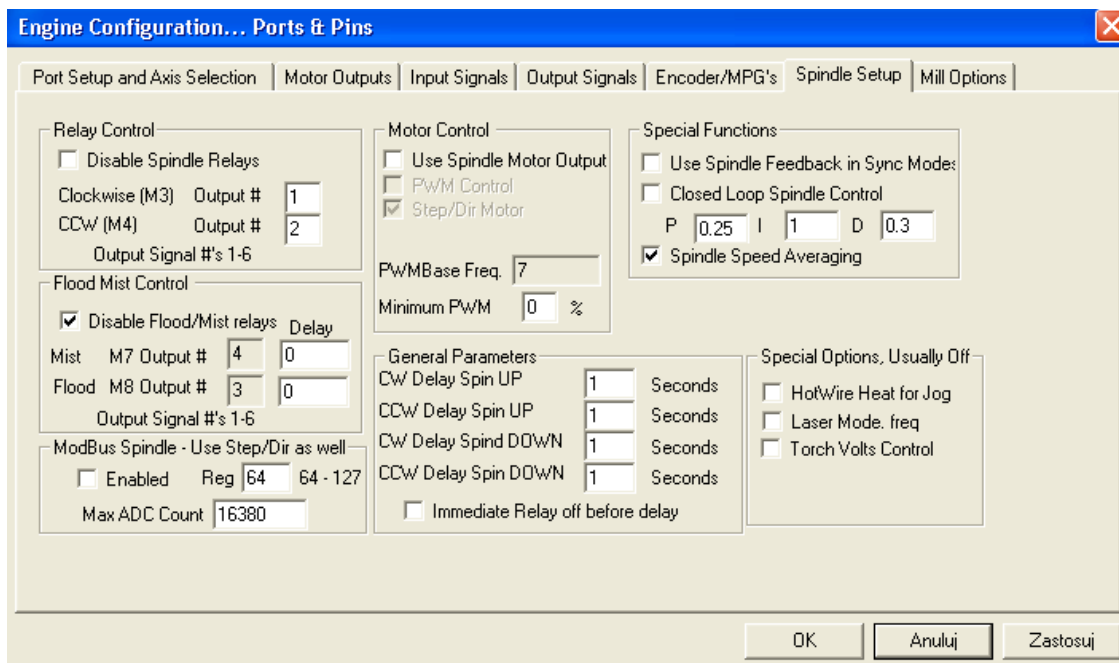 Engine Configuration... Ports & Pins
Port Setup and Axis Selection
Motor Outputs
Input Signals
Output Signals
Encoder/MPG's
Spindle Setup
Mill Options
Relay Control
Disable Spindle Relays
Clockwise (M3) Output # 1
CCW (M4) Output # 2
Output Signal #'s 1-6
Flood Mist Control
Disable Flood/Mist relays Delay
Mist M7 Output # 4 0
Flood M8 Output # 3 0
Output Signal #'s 1-6
ModBus Spindle - Use Step/Dir as well
Enabled Reg 64 64 - 127
Max ADC Count 16380
Motor Control
Use Spindle Motor Output
PWM Control
Step/Dir Motor
PWMBase Freq. 7
Minimum PWM 0 %
Special Functions
Use Spindle Feedback in Sync Modes
Closed Loop Spindle Control
P 0.25 I 1 D 0.3
Spindle Speed Averaging
General Parameters
CW Delay Spin UP 1 Seconds
CCW Delay Spin UP 1 Seconds
CW Delay Spind DOWN 1 Seconds
CCW Delay Spin DOWN 1 Seconds
Immediate Relay off before delay
Special Options, Usually Off
HotWire Heat for Jog
Laser Mode. freq
Torch Volts Control
OK
Anuluj
Zastosuj